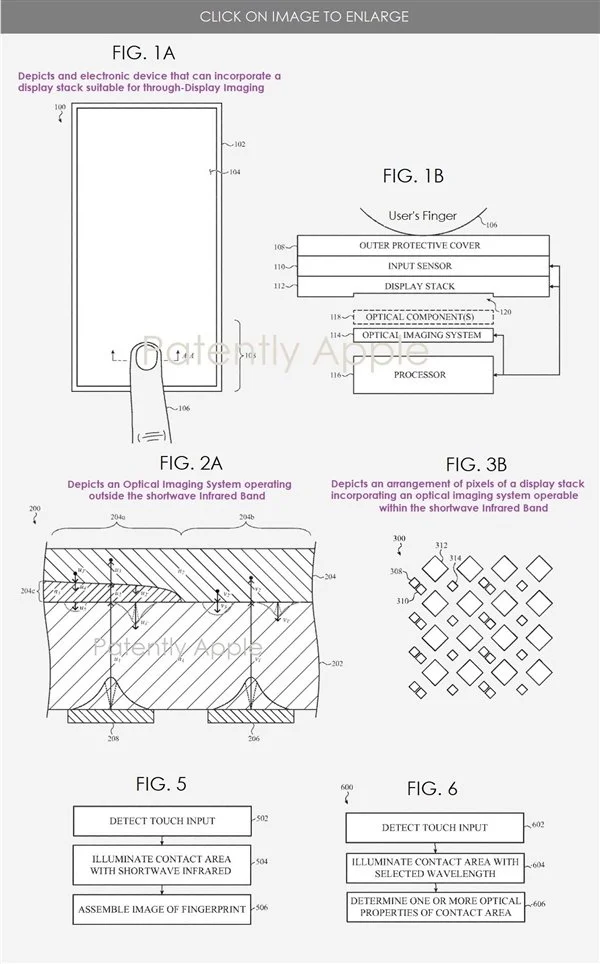 CLICK ON IMAGE TO ENLARGE
FIG. 1A
Depicts and electronic device that can incorporate a
display stack suitable for through-Display Imaging
100
102
104
A A
103
106
FIG. 1B
User's Finger
106
108
OUTER PROTECTIVE COVER
110
INPUT SENSOR
112
DISPLAY STACK
120
118
OPTICAL COMPONENT(S)
114
OPTICAL IMAGING SYSTEM
116
PROCESSOR
Patently Apple
FIG. 2A
Depicts an Optical Imaging System operating
outside the shortwave Infrared Band
200
204a
204b
204
204c
202
208
206
Patently Apple
FIG. 3B
Depicts an arrangement of pixels of a display stack
incorporating an optical imaging system operable
within the shortwave Infrared Band
300
312
314
308
310
FIG. 5
DETECT TOUCH INPUT
502
ILLUMINATE CONTACT AREA
WITH SHORTWAVE INFRARED
504
ASSEMBLE IMAGE OF FINGERPRINT
506
FIG. 6
600
DETECT TOUCH INPUT
602
ILLUMINATE CONTACT AREA WITH
SELECTED WAVELENGTH
604
DETERMINE ONE OR MORE OPTICAL
PROPERTIES OF CONTACT AREA
606